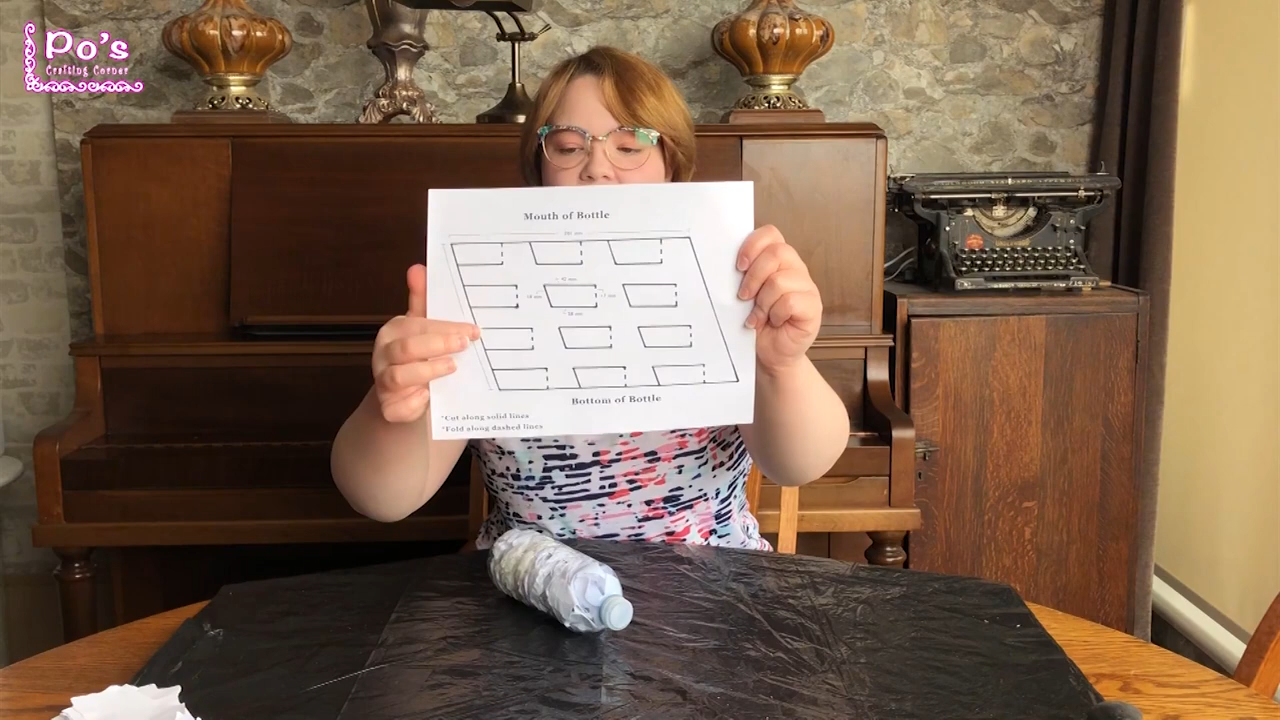 Po's
Crafting Corner
Mouth of Bottle
Bottom of Bottle
*Cut along solid lines
*Fold along dashed lines